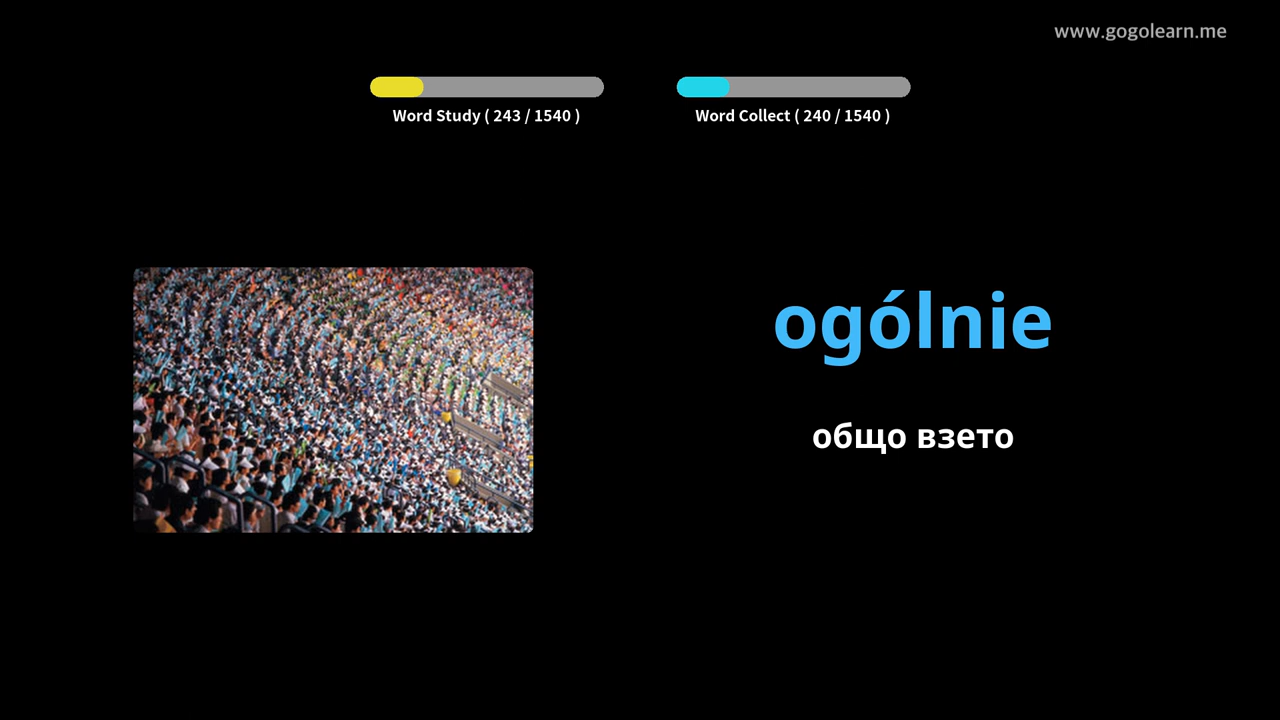 www.gogolearn.me
Word Study ( 243 / 1540 )
Word Collect ( 240 / 1540 )
ogólnie
общо взето